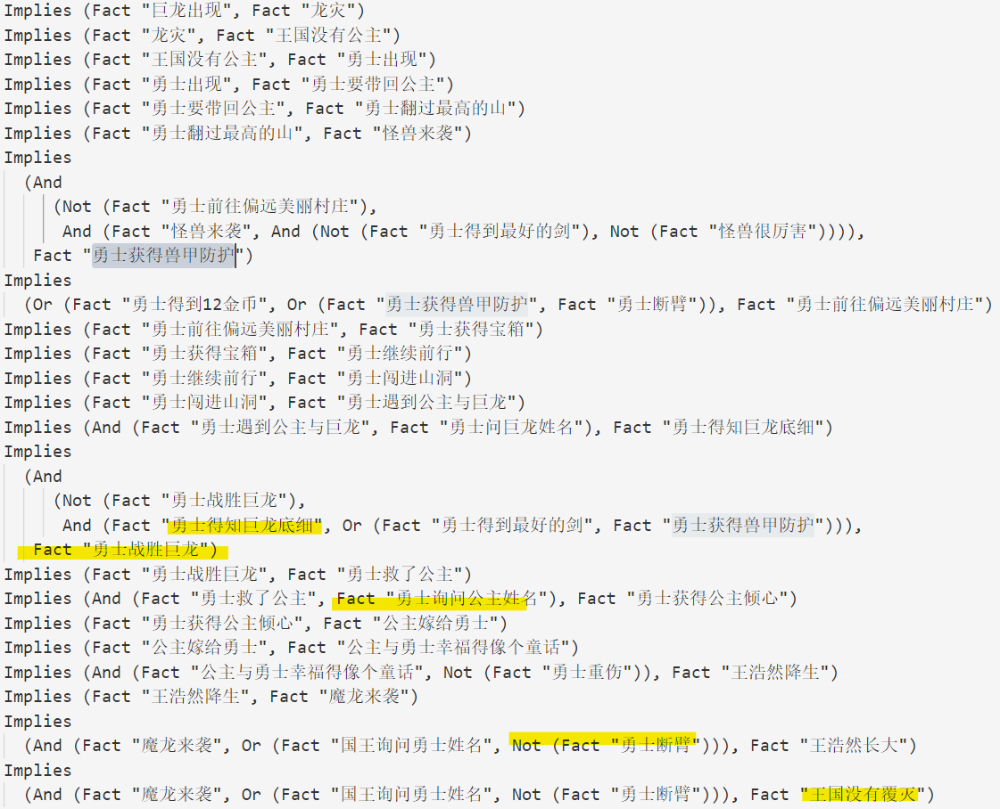 Implies (Fact "巨龙出现", Fact "龙灾")
Implies (Fact "龙灾", Fact "王国没有公主")
Implies (Fact "王国没有公主", Fact "勇士出现")
Implies (Fact "勇士出现", Fact "勇士要带回公主")
Implies (Fact "勇士要带回公主", Fact "勇士翻过最高的山")
Implies (Fact "勇士翻过最高的山", Fact "怪兽来袭")
Implies
(And
(Not (Fact "勇士前往偏远美丽村庄"),
And (Fact "怪兽来袭", And (Not (Fact "勇士得到最好的剑"), Not (Fact "怪兽很厉害")))),
Fact "勇士获得兽甲防护")
Implies
(Or (Fact "勇士得到12金币", Or (Fact "勇士获得兽甲防护", Fact "勇士断臂")), Fact "勇士前往偏远美丽村庄")
Implies (Fact "勇士前往偏远美丽村庄", Fact "勇士获得宝箱")
Implies (Fact "勇士获得宝箱", Fact "勇士继续前行")
Implies (Fact "勇士继续前行", Fact "勇士闯进山洞")
Implies (Fact "勇士闯进山洞", Fact "勇士遇到公主与巨龙")
Implies (And (Fact "勇士遇到公主与巨龙", Fact "勇士问巨龙姓名"), Fact "勇士得知巨龙底细")
Implies
(And
(Not (Fact "勇士战胜巨龙"),
And (Fact "勇士得知巨龙底细", Or (Fact "勇士得到最好的剑", Fact "勇士获得兽甲防护"))),
Fact "勇士战胜巨龙")
Implies (Fact "勇士战胜巨龙", Fact "勇士救了公主")
Implies (And (Fact "勇士救了公主", Fact "勇士询问公主姓名"), Fact "勇士获得公主倾心")
Implies (Fact "勇士获得公主倾心", Fact "公主嫁给勇士")
Implies (Fact "公主嫁给勇士", Fact "公主与勇士幸福得像个童话")
Implies (And (Fact "公主与勇士幸福得像个童话", Not (Fact "勇士重伤")), Fact "王浩然降生")
Implies (Fact "王浩然降生", Fact "魔龙来袭")
Implies
(And (Fact "魔龙来袭", Or (Fact "国王询问勇士姓名", Not (Fact "勇士断臂"))), Fact "王浩然长大")
Implies
(And (Fact "魔龙来袭", Or (Fact "国王询问勇士姓名", Not (Fact "勇士断臂"))), Fact "王国没有覆灭")